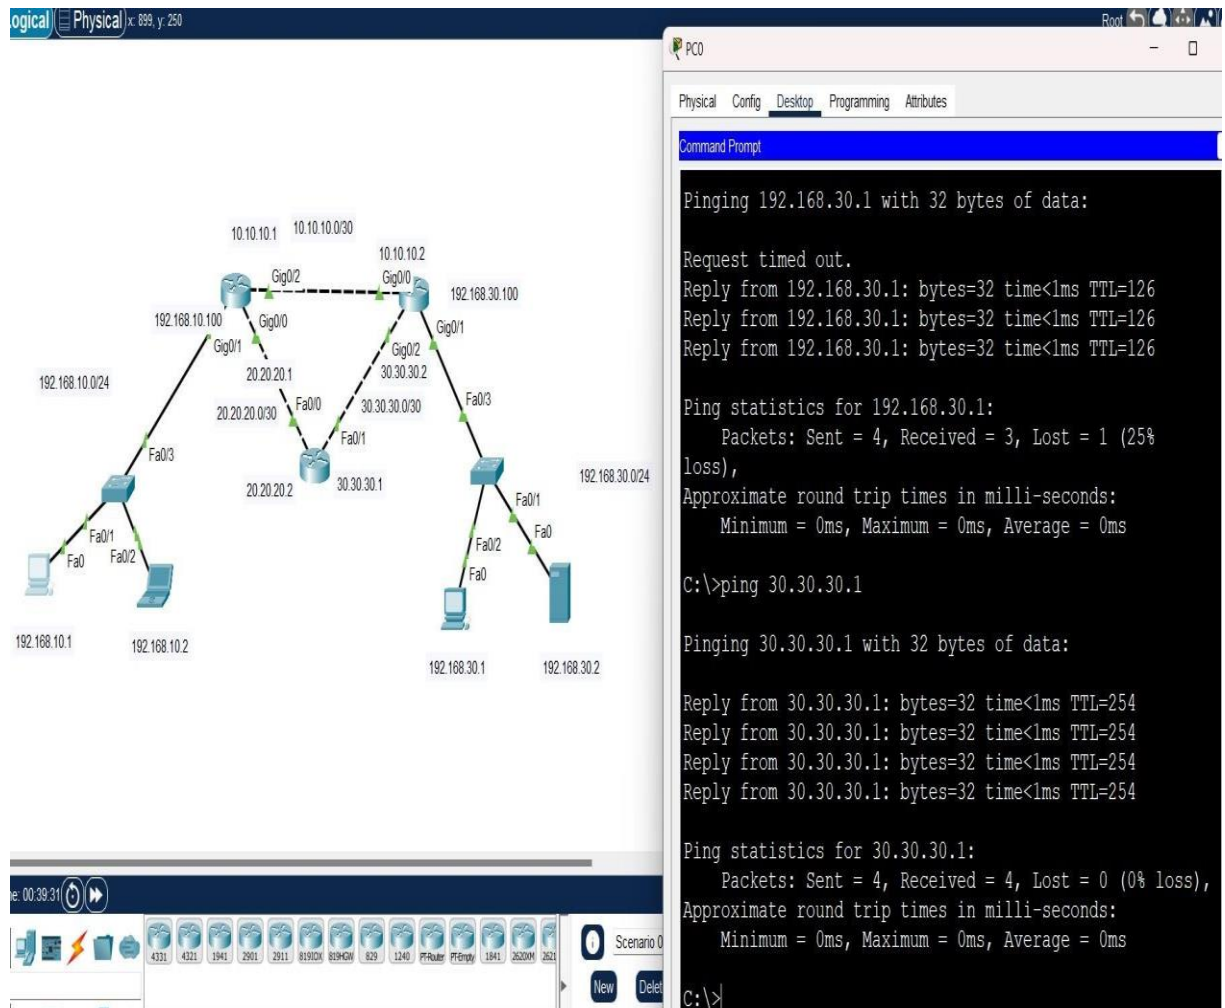 Logical Physical x: 899, y: 250
Root
10.10.10.1
10.10.10.0/30
10.10.10.2
Gig0/2
Gig0/0
192.168.30.100
192.168.10.100
Gig0/0
Gig0/1
Gig0/1
Gig0/2
20.20.20.1
30.30.30.2
192.168.10.0/24
Fa0/3
20.20.20.0/30
Fa0/0
30.30.30.0/30
Fa0/1
Fa0/3
20.20.20.2
30.30.30.1
192.168.30.0/24
Fa0/1
Fa0/1
Fa0
Fa0
Fa0/2
Fa0/2
Fa0
192.168.10.1
192.168.10.2
192.168.30.1
192.168.30.2
PC0
Physical Config Desktop Programming Attributes
Command Prompt
Pinging 192.168.30.1 with 32 bytes of data:
Request timed out.
Reply from 192.168.30.1: bytes=32 time<1ms TTL=126
Reply from 192.168.30.1: bytes=32 time<1ms TTL=126
Reply from 192.168.30.1: bytes=32 time<1ms TTL=126
Ping statistics for 192.168.30.1:
Packets: Sent = 4, Received = 3, Lost = 1 (25%
loss),
Approximate round trip times in milli-seconds:
Minimum = 0ms, Maximum = 0ms, Average = 0ms
C:\>ping 30.30.30.1
Pinging 30.30.30.1 with 32 bytes of data:
Reply from 30.30.30.1: bytes=32 time<1ms TTL=254
Reply from 30.30.30.1: bytes=32 time<1ms TTL=254
Reply from 30.30.30.1: bytes=32 time<1ms TTL=254
Reply from 30.30.30.1: bytes=32 time<1ms TTL=254
Ping statistics for 30.30.30.1:
Packets: Sent = 4, Received = 4, Lost = 0 (0% loss),
Approximate round trip times in milli-seconds:
Minimum = 0ms, Maximum = 0ms, Average = 0ms
C:\>
e: 00:39:31
4331 4321 1941 2901 2911 819IOX 819HGW 829 1240 PT-Router PT-Empty 1841 2620XM 2621
Scenario 0
New Delet